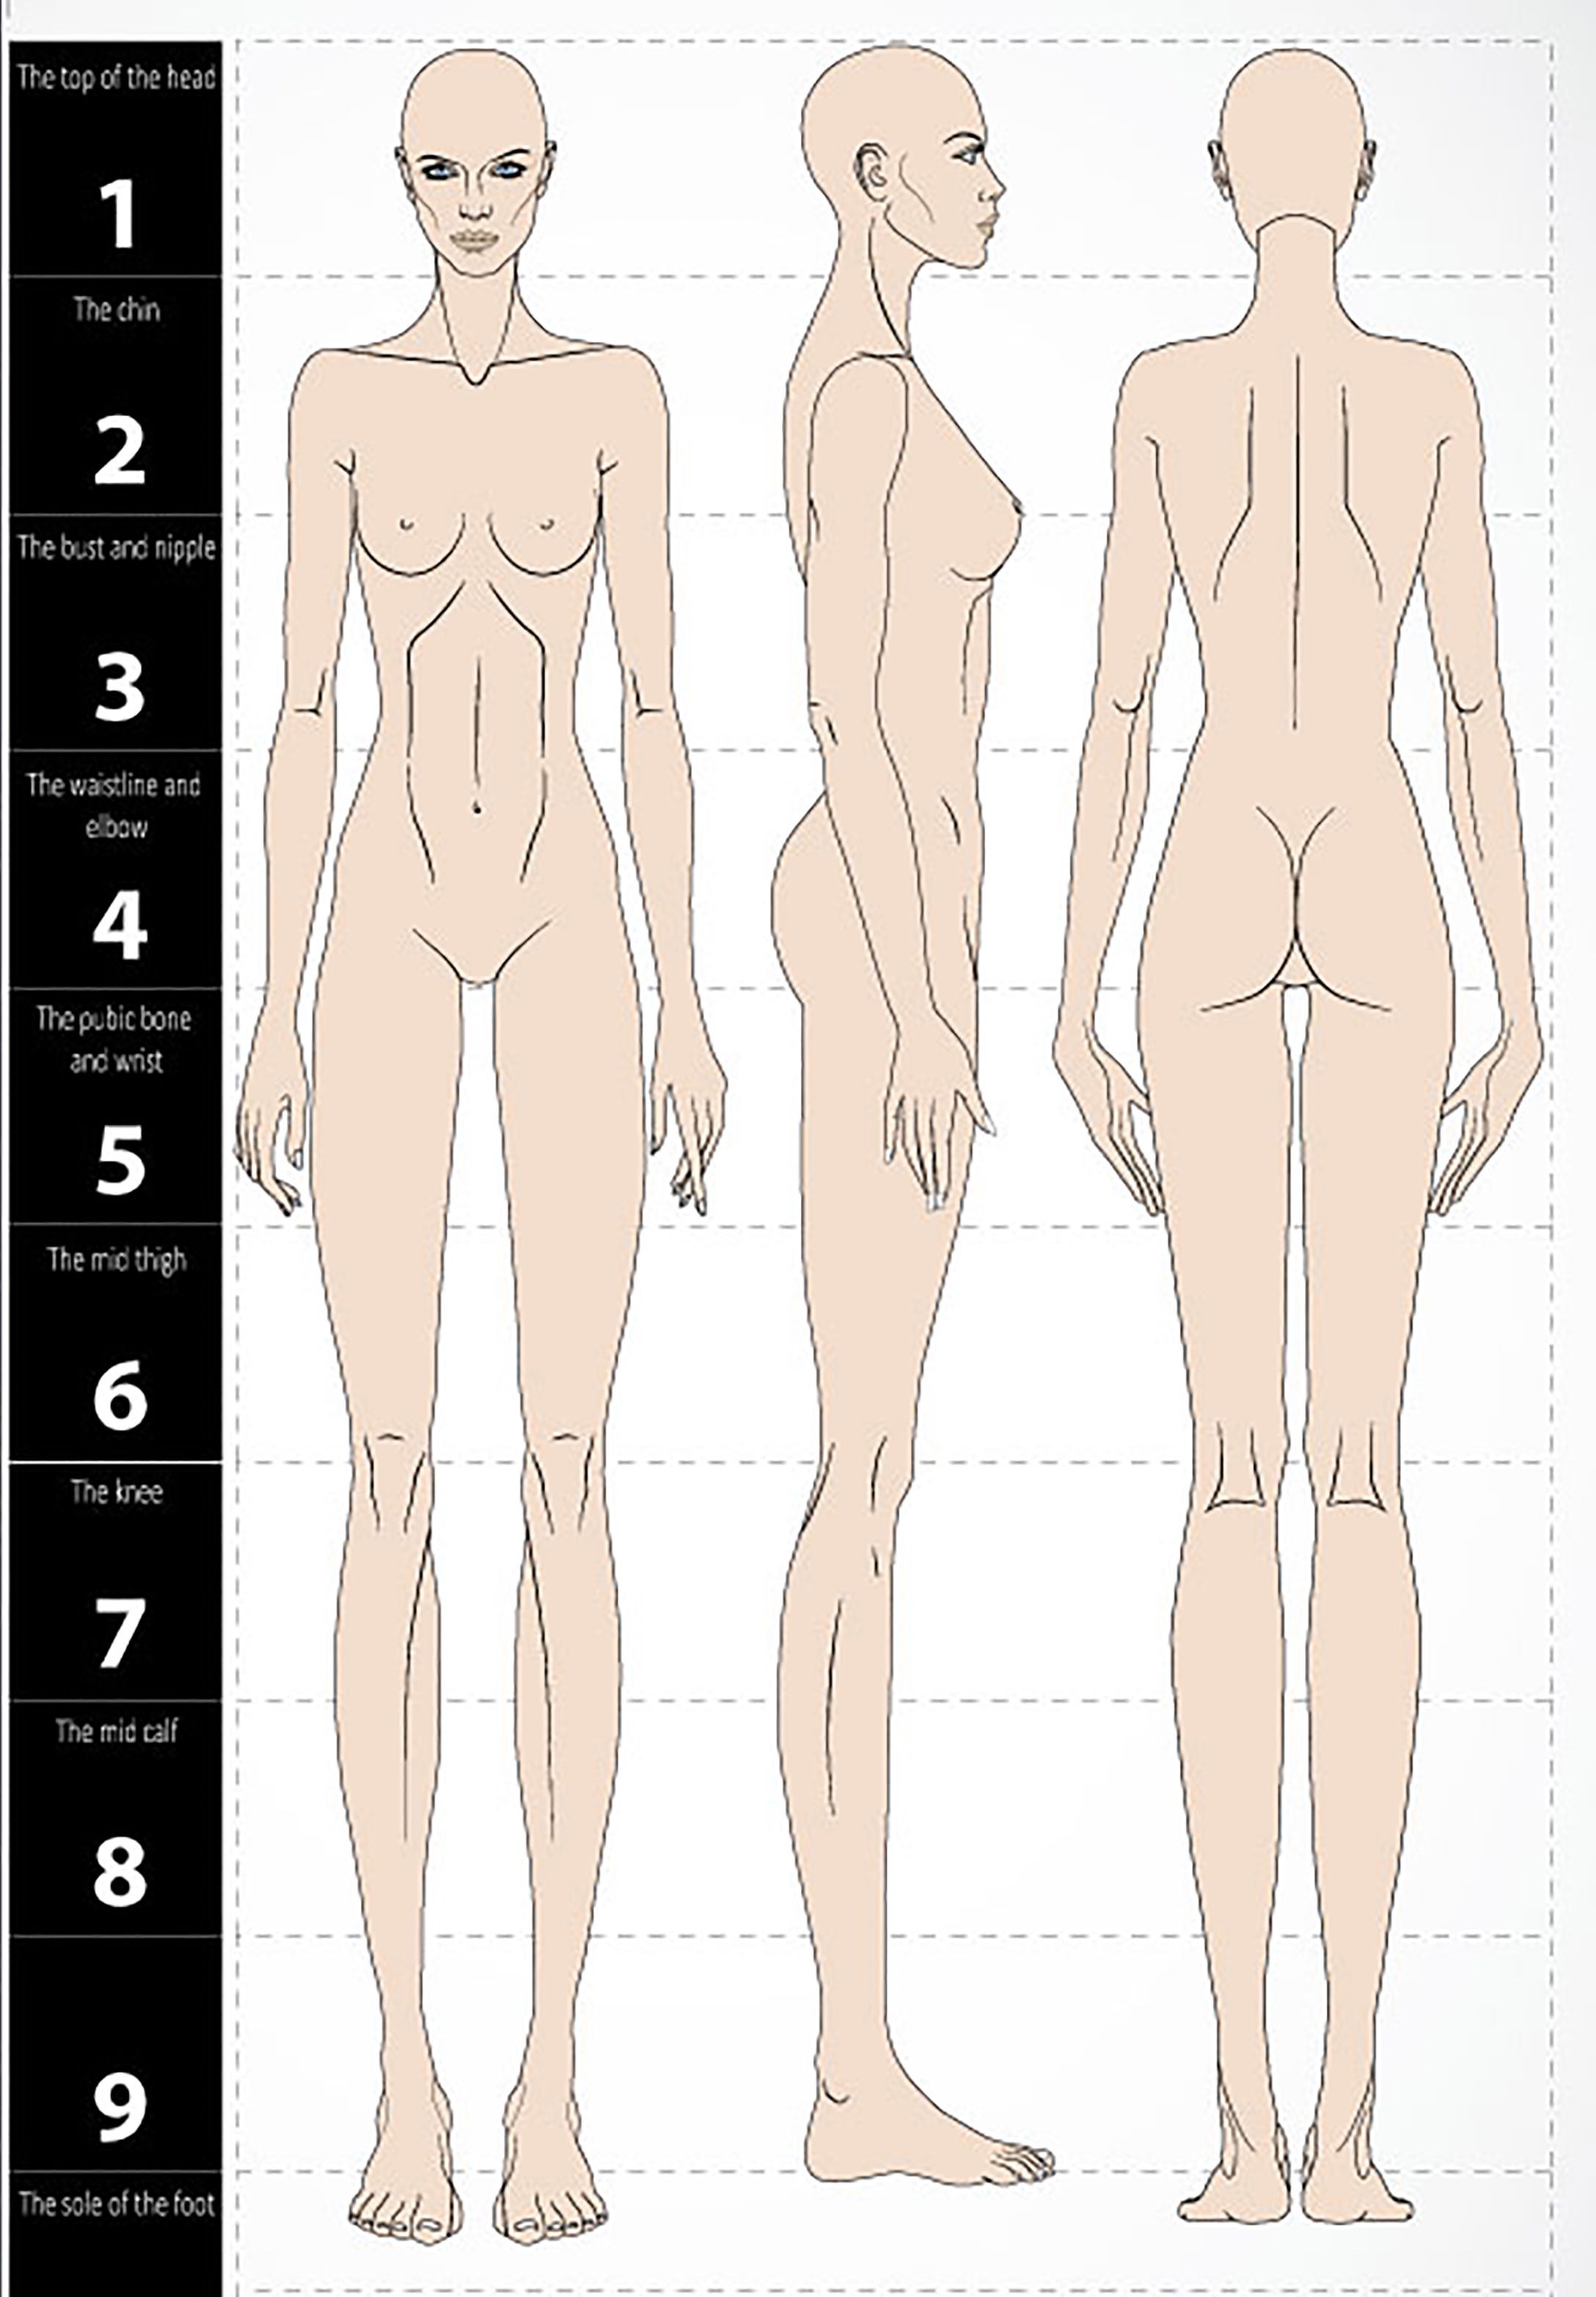 The top of the head
1
The chin
2
The bust and nipple
3
The waistline and
elbow
4
The pubic bone
and wrist
5
The mid thigh
6
The knee
7
The mid calf
8
9
The sole of the foot